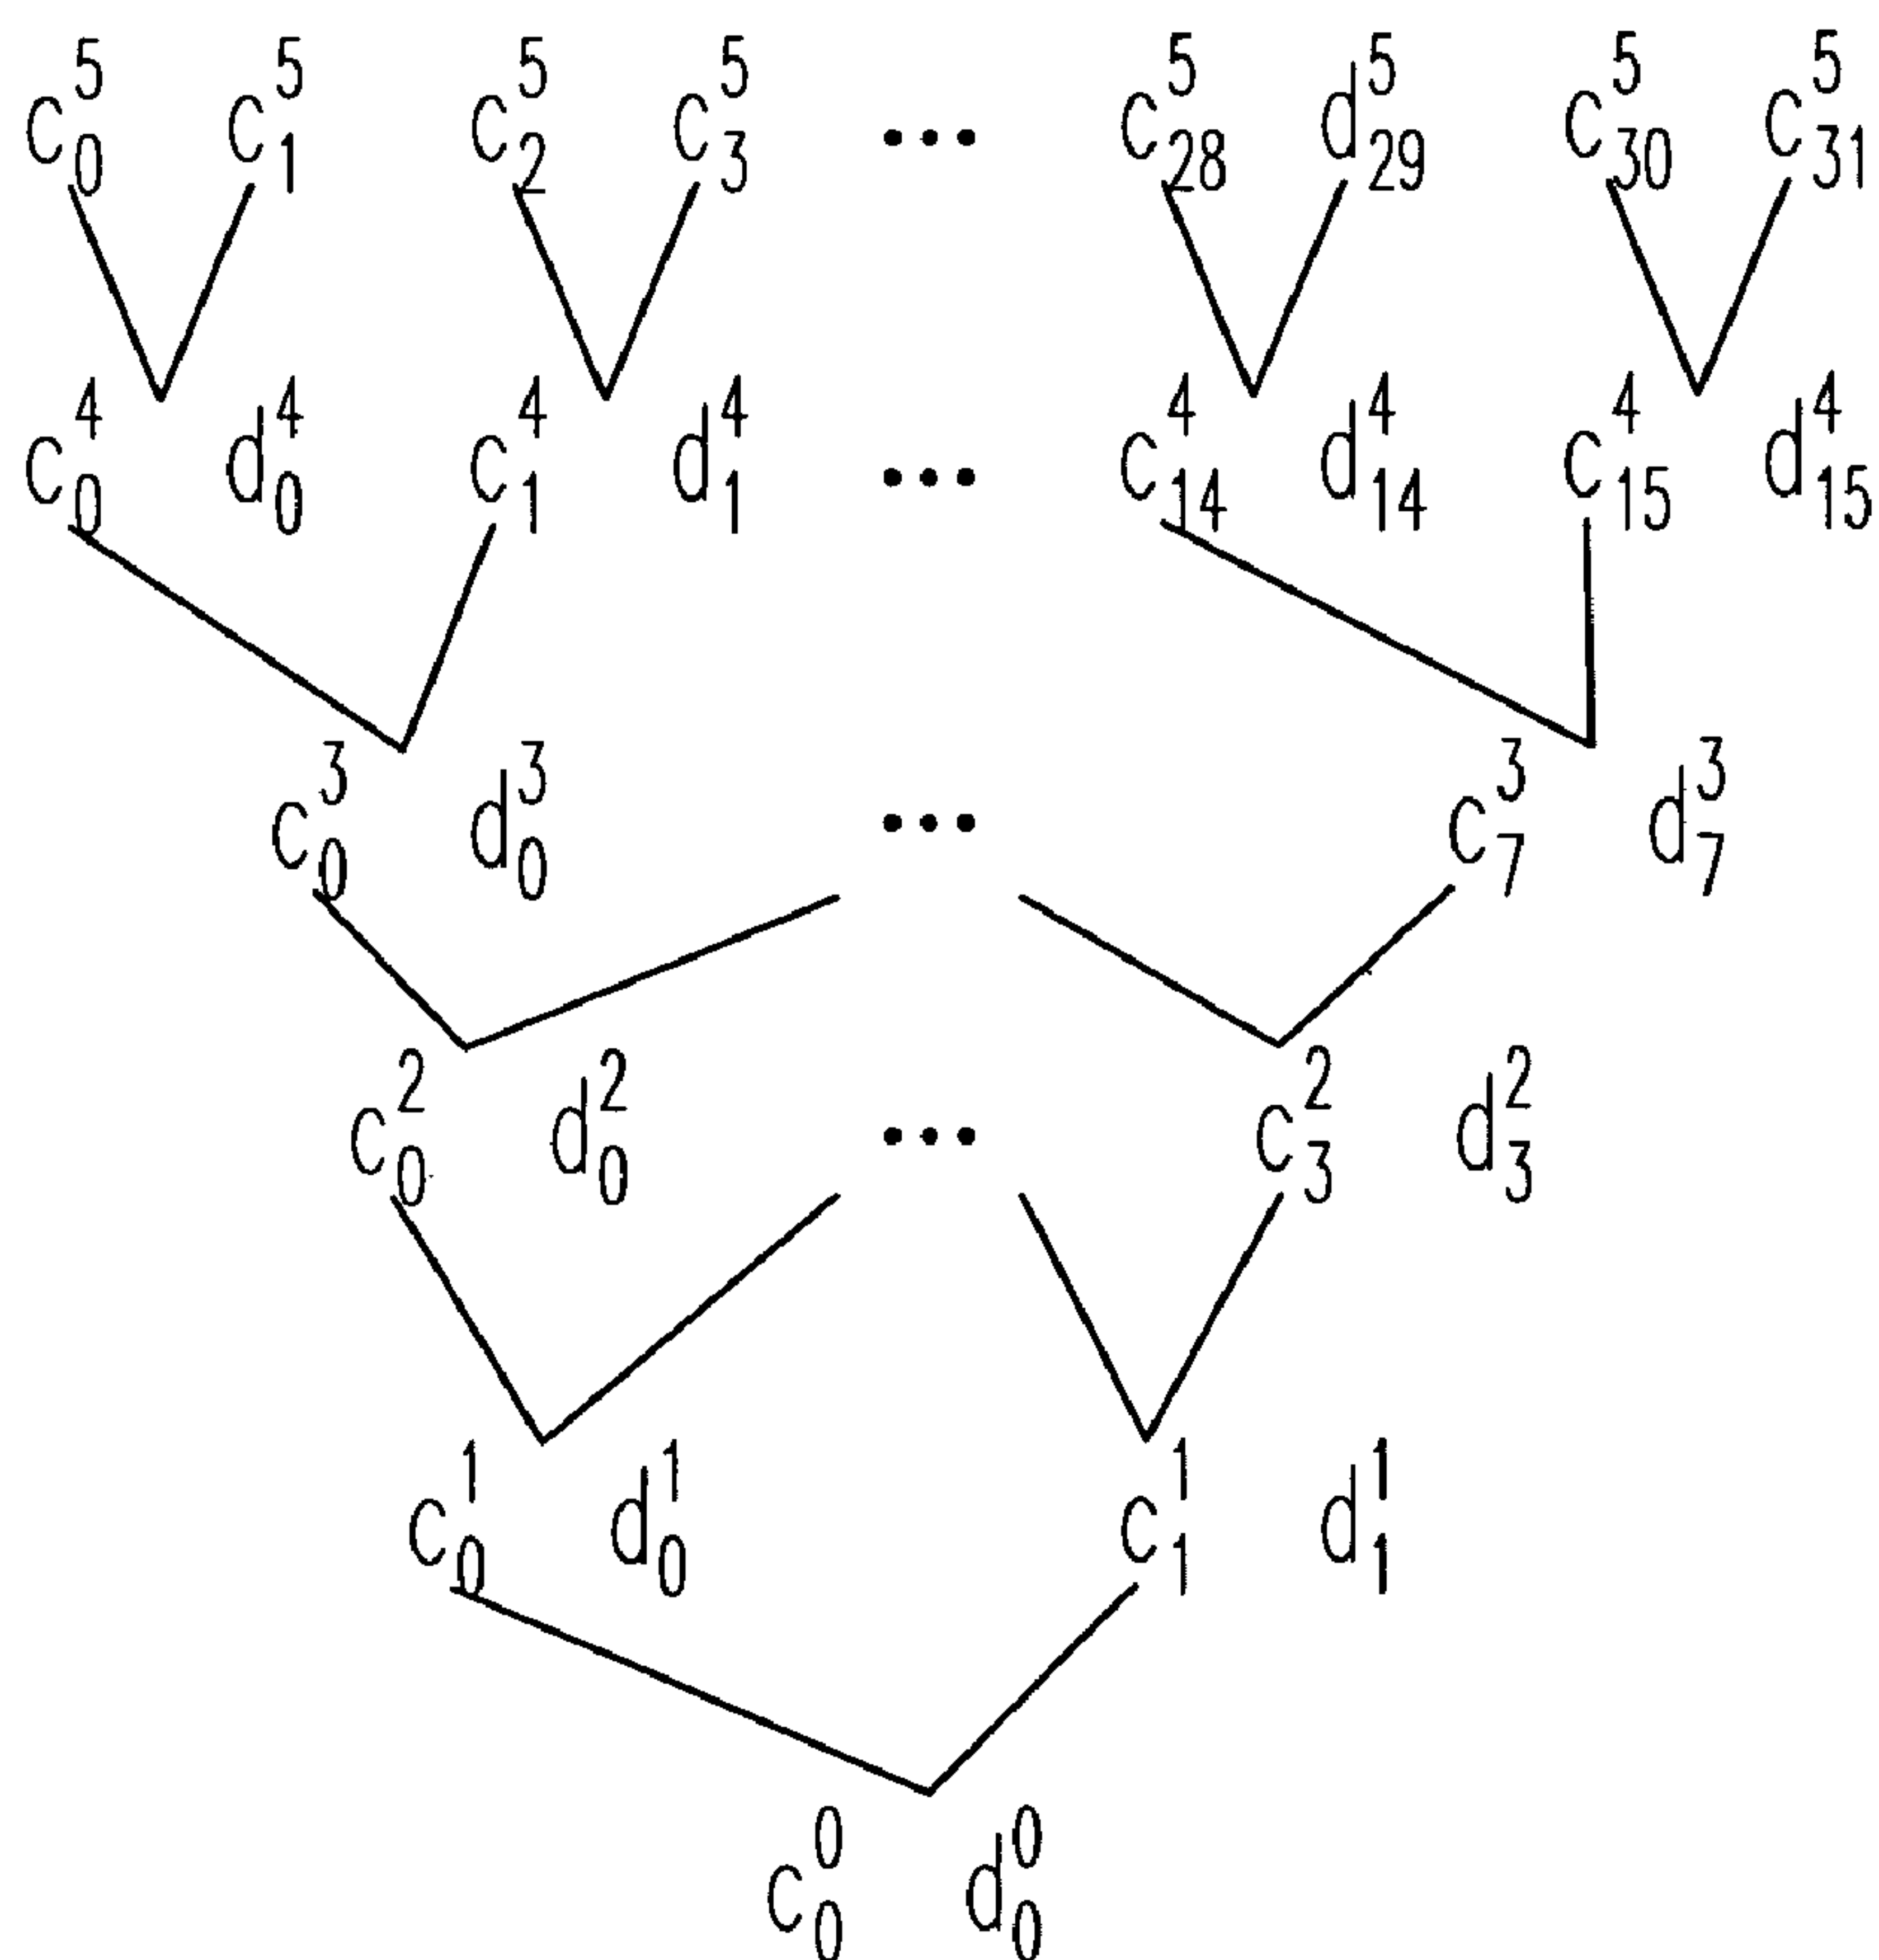 c₀⁵ c₁⁵ c₂⁵ c₃⁵ ••• c₂₈⁵ d₂₉⁵ c₃₀⁵ c₃₁⁵
c₀⁴ d₀⁴ c₁⁴ d₁⁴ ••• c₁₄⁴ d₁₄⁴ c₁₅⁴ d₁₅⁴
c₀³ d₀³ ••• c₇³ d₇³
c₀² d₀² ••• c₃² d₃²
c₀¹ d₀¹ c₁¹ d₁¹
c₀⁰ d₀⁰